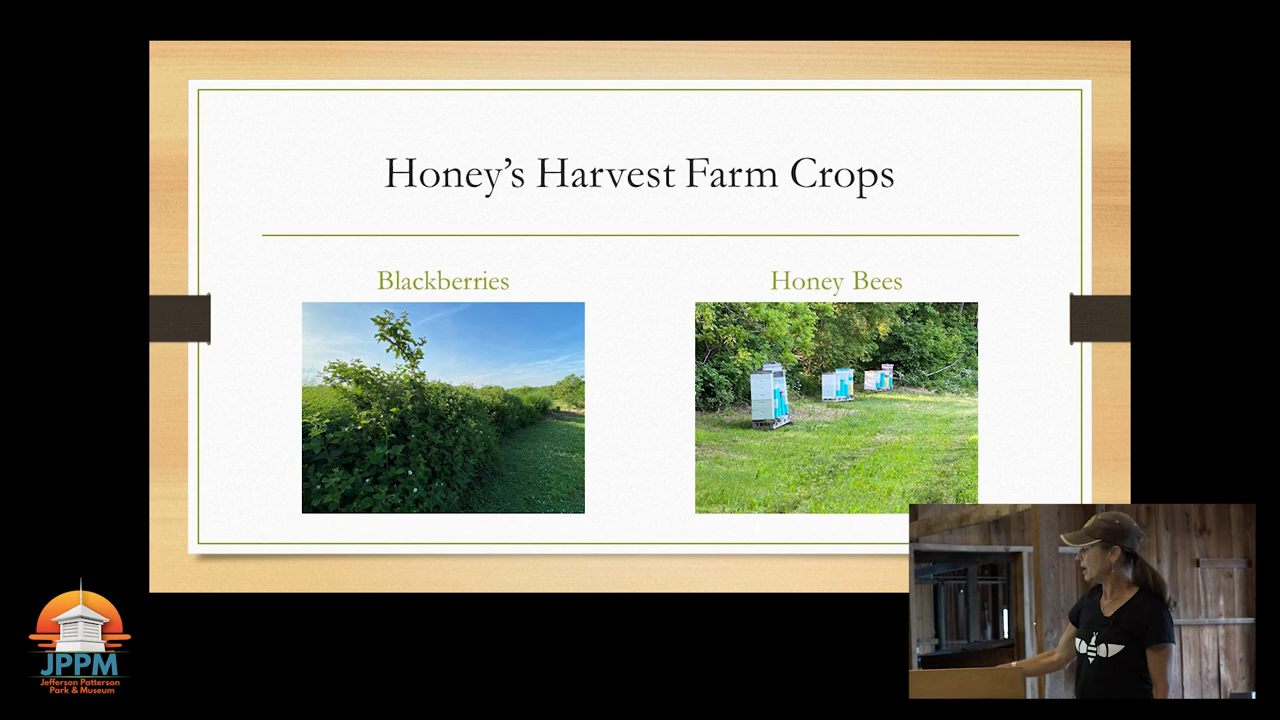 Honey’s Harvest Farm Crops
Blackberries
Honey Bees
JPPM
Jefferson Patterson
Park & Museum